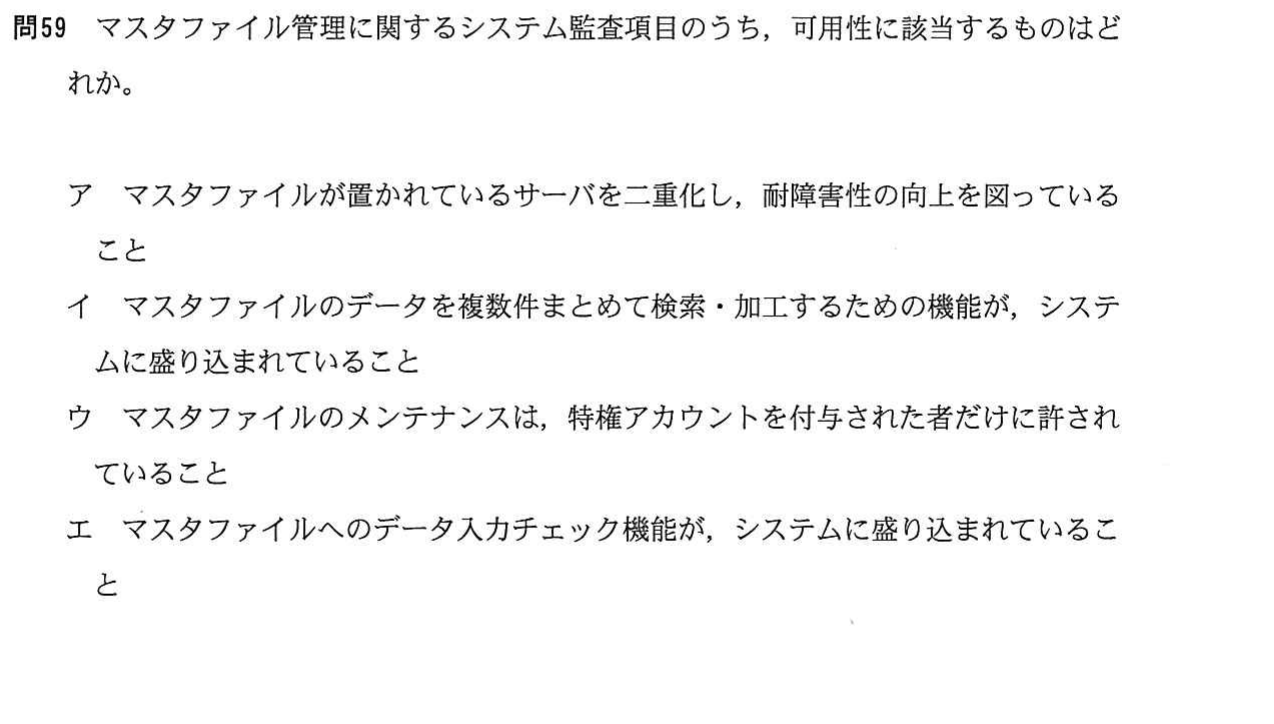 問59　マスタファイル管理に関するシステム監査項目のうち，可用性に該当するものはど
れか。
ア　マスタファイルが置かれているサーバを二重化し，耐障害性の向上を図っている
こと
イ　マスタファイルのデータを複数件まとめて検索・加工するための機能が，システ
ムに盛り込まれていること
ウ　マスタファイルのメンテナンスは，特権アカウントを付与された者だけに許され
ていること
エ　マスタファイルへのデータ入力チェック機能が，システムに盛り込まれているこ
と